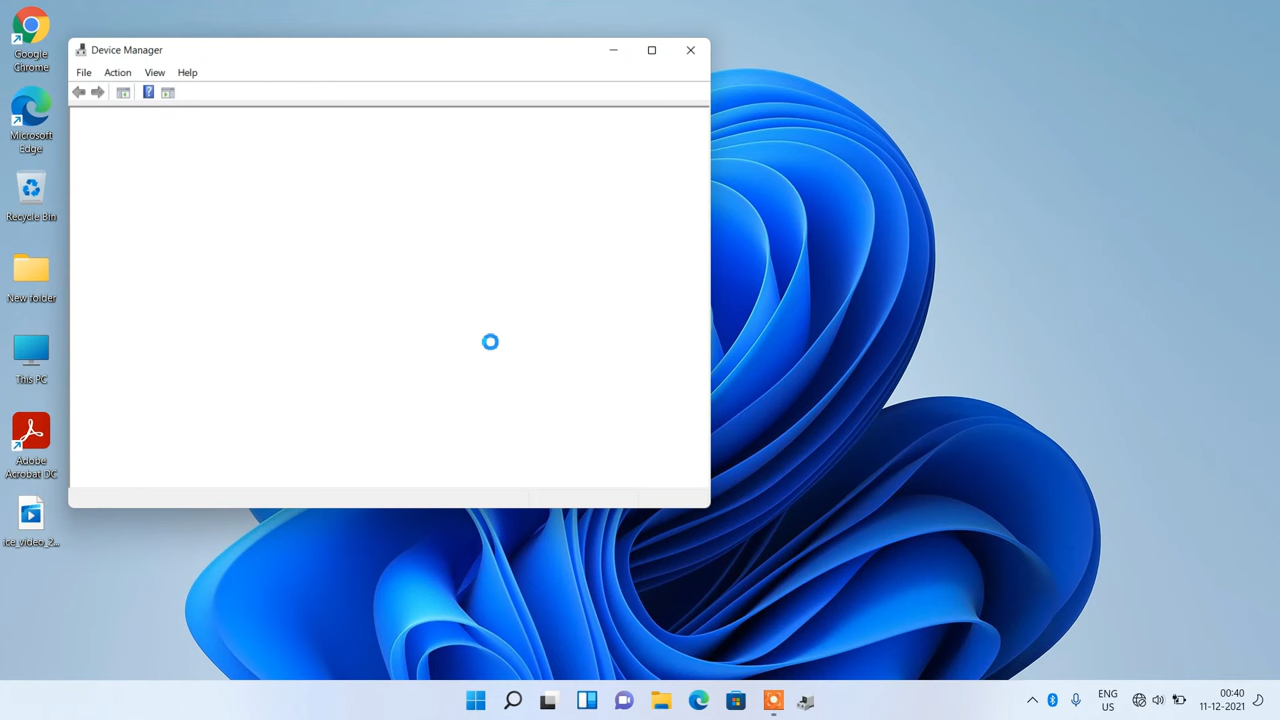 Google
Chrome
Microsoft
Edge
Recycle Bin
New folder
This PC
Adobe
Acrobat DC
ice_video_2...
Device Manager
File Action View Help
?
ENG
US
00:40
11-12-2021